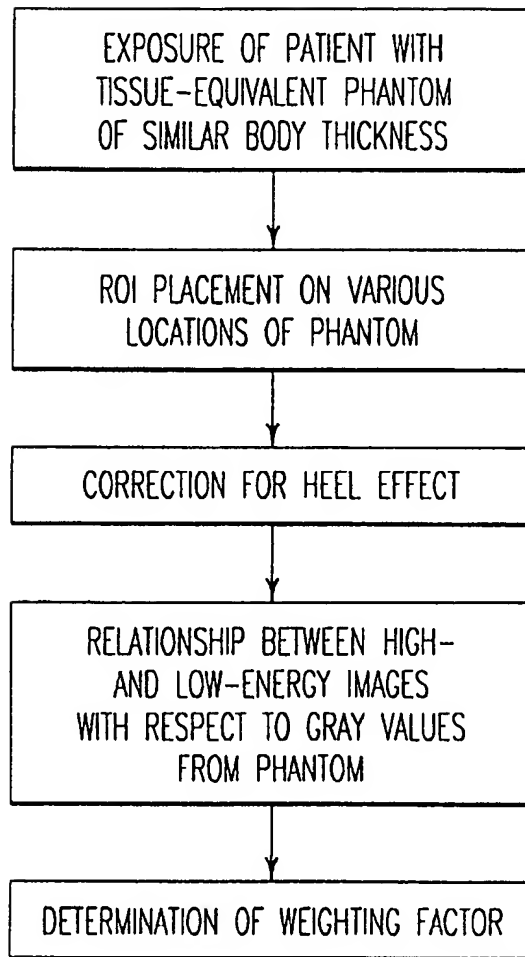 EXPOSURE OF PATIENT WITH
TISSUE-EQUIVALENT PHANTOM
OF SIMILAR BODY THICKNESS
ROI PLACEMENT ON VARIOUS
LOCATIONS OF PHANTOM
CORRECTION FOR HEEL EFFECT
RELATIONSHIP BETWEEN HIGH-
AND LOW-ENERGY IMAGES
WITH RESPECT TO GRAY VALUES
FROM PHANTOM
DETERMINATION OF WEIGHTING FACTOR